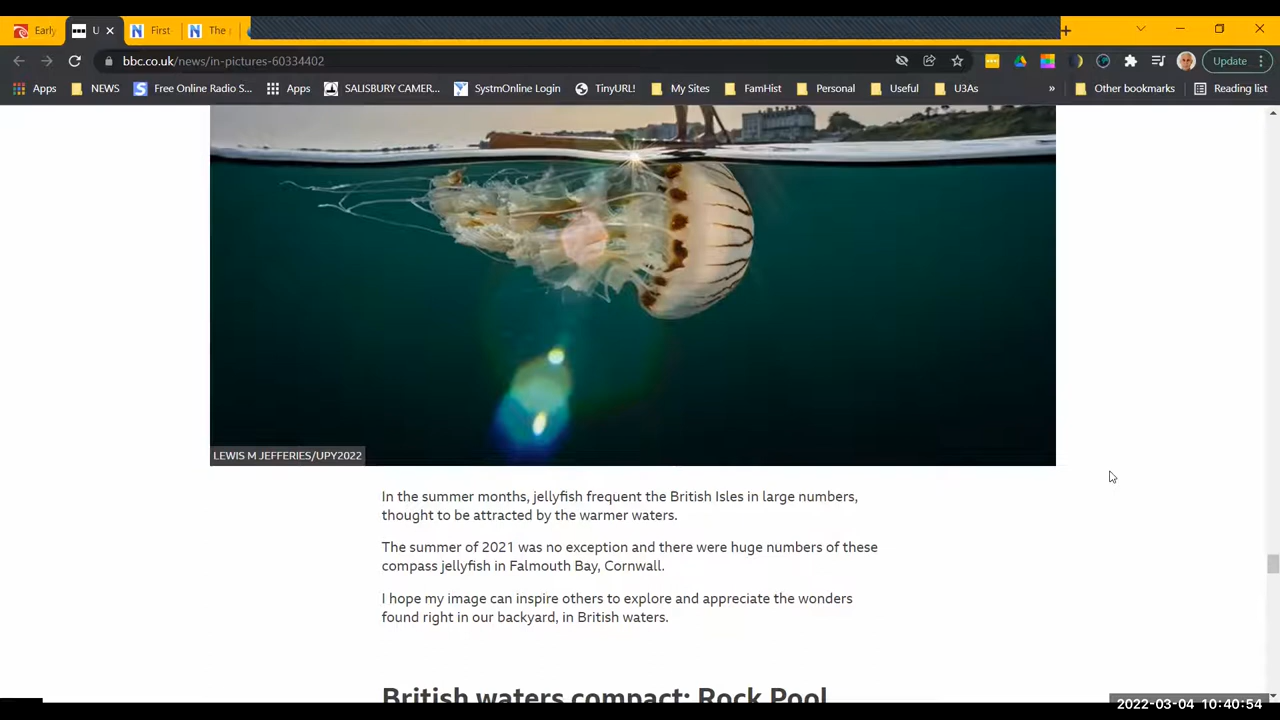 Early
U
First
The
bbc.co.uk/news/in-pictures-60334402
Update
Apps
NEWS
Free Online Radio S...
Apps
SALISBURY CAMER...
SystmOnline Login
TinyURL!
My Sites
FamHist
Personal
Useful
U3As
»
Other bookmarks
Reading list
LEWIS M JEFFERIES/UPY2022
In the summer months, jellyfish frequent the British Isles in large numbers,
thought to be attracted by the warmer waters.
The summer of 2021 was no exception and there were huge numbers of these
compass jellyfish in Falmouth Bay, Cornwall.
I hope my image can inspire others to explore and appreciate the wonders
found right in our backyard, in British waters.
British waters compact: Rock Pool
2022-03-04 10:40:54